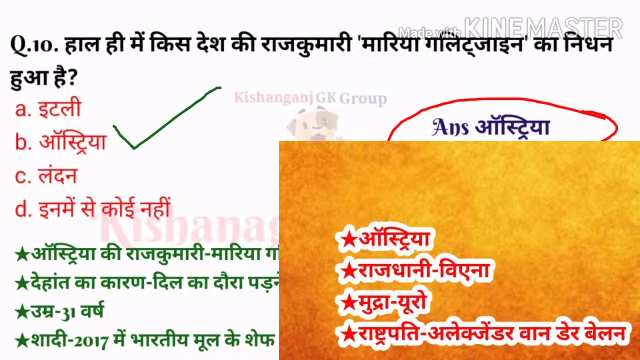 Made with KINEMASTER
Q.10. हाल ही में किस देश की राजकुमारी 'मारिया गलिट्जाइन' का निधन
हुआ है?
Kishanganj GK Group
a. इटली
b. ऑस्ट्रिया
Ans ऑस्ट्रिया
c. लंदन
d. इनमें से कोई नहीं
★ऑस्ट्रिया की राजकुमारी-मारिया
★देहांत का कारण-दिल का दौरा
★उम्र-31 वर्ष
★शादी-2017 में भारतीय मूल के शेफ
★ऑस्ट्रिया
★राजधानी-विएना
★मुद्रा-यूरो
★राष्ट्रपति-अलेक्जेंडर वान डेर बेलन